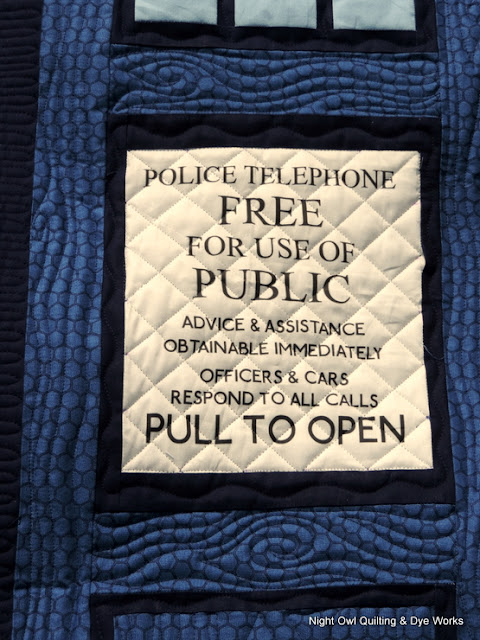 POLICE TELEPHONE
FREE
FOR USE OF
PUBLIC
ADVICE & ASSISTANCE
OBTAINABLE IMMEDIATELY
OFFICERS & CARS
RESPOND TO ALL CALLS
PULL TO OPEN
Night Owl Quilting & Dye Works